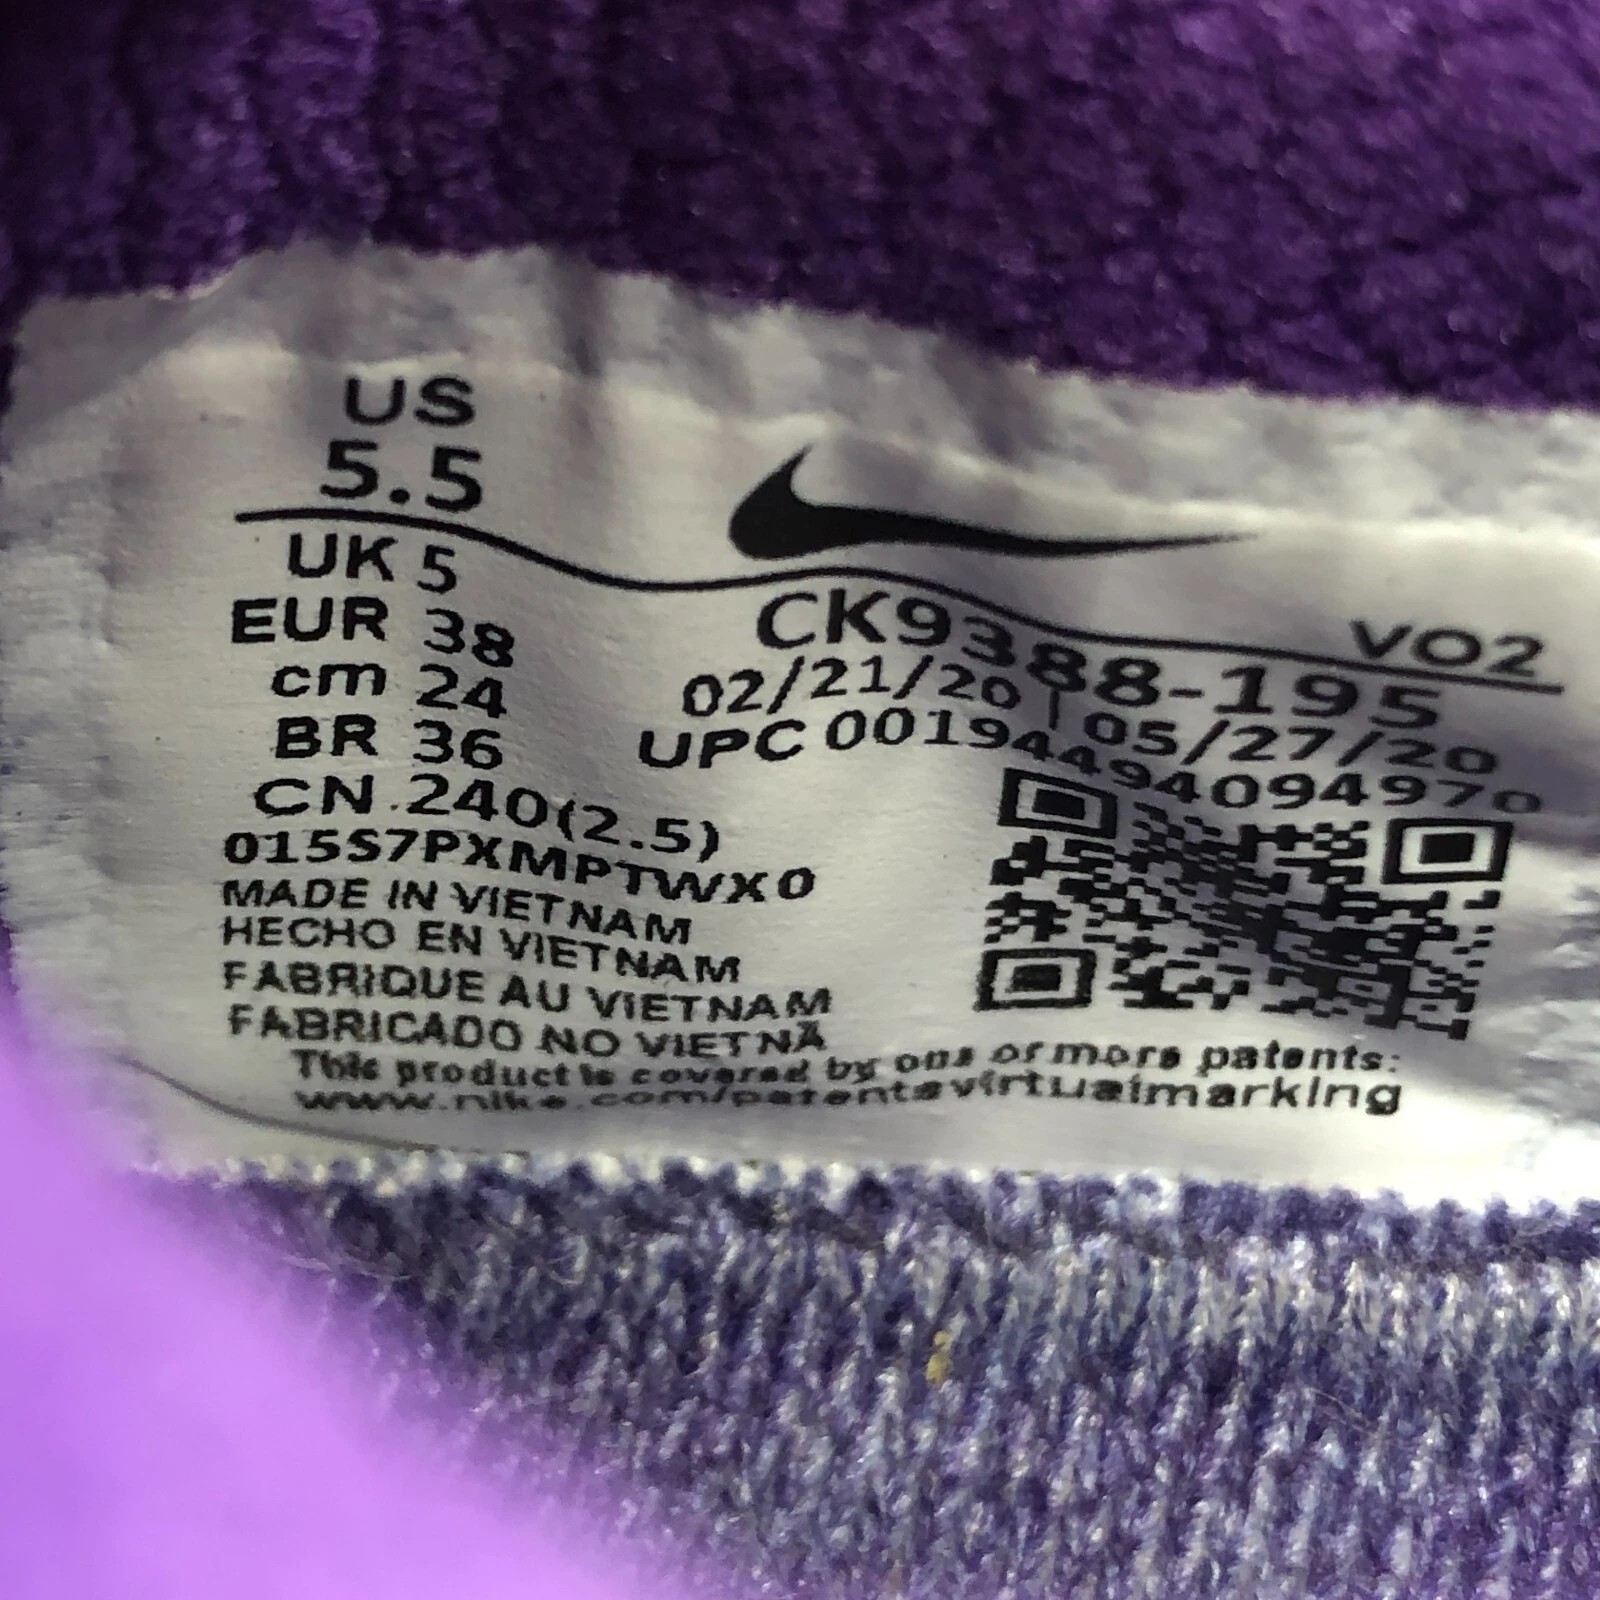 US
5.5
UK 5
EUR 38
cm 24
BR 36
CN 240(2.5)
015S7PXMPTWX0
MADE IN VIETNAM
HECHO EN VIETNAM
FABRIQUE AU VIETNAM
FABRICADO NO VIETNÃ
VO2
CK9388-195
02/21/20 | 05/27/20
UPC 00194494094970
This product is covered by one or more patents:
www.nike.com/patentsvirtualmarking